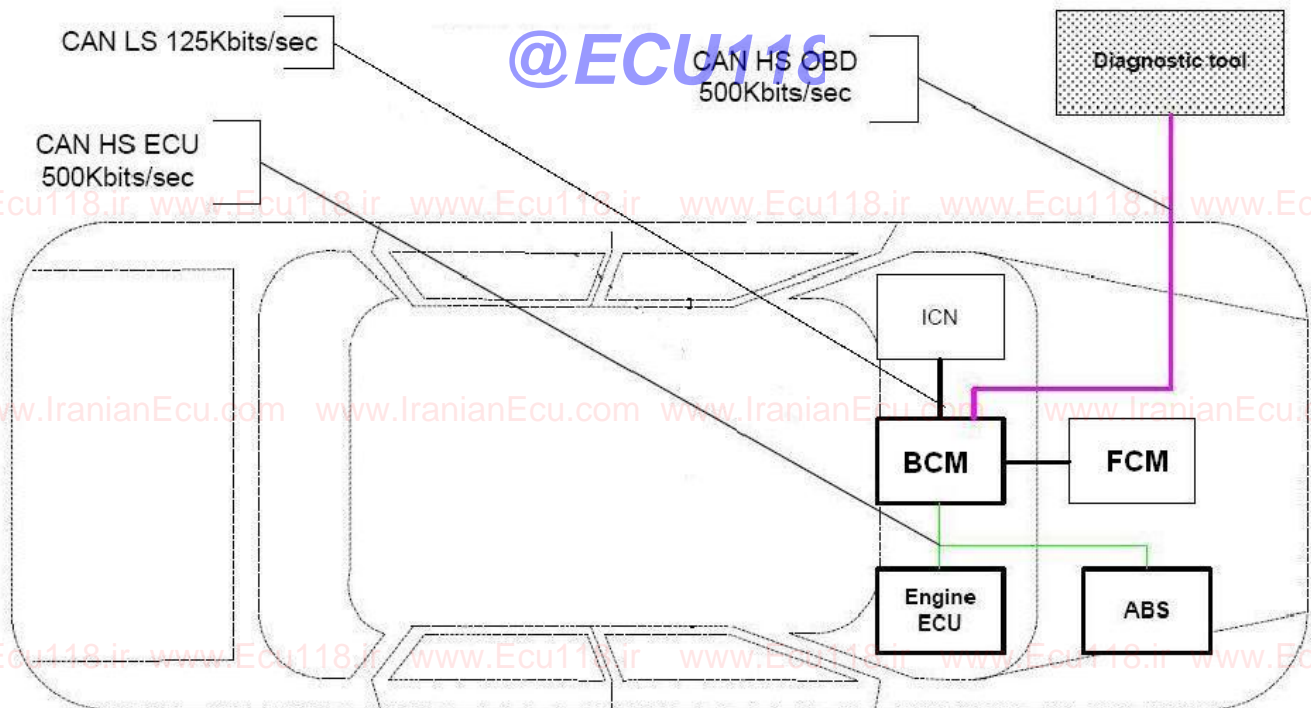 CAN LS 125Kbits/sec
@ECU118
CAN HS OBD
500Kbits/sec
Diagnostic tool
CAN HS ECU
500Kbits/sec
Ecu118.ir www.Ecu118.ir www.Ecu118.ir www.Ecu118.ir www.Ecu118.ir
ICN
www.IranianEcu.com www.IranianEcu.com www.IranianEcu.com www.IranianEcu
BCM
FCM
Engine
ECU
ABS
Ecu118.ir www.Ecu118.ir www.Ecu118.ir www.Ecu118.ir www.Ecu118.ir